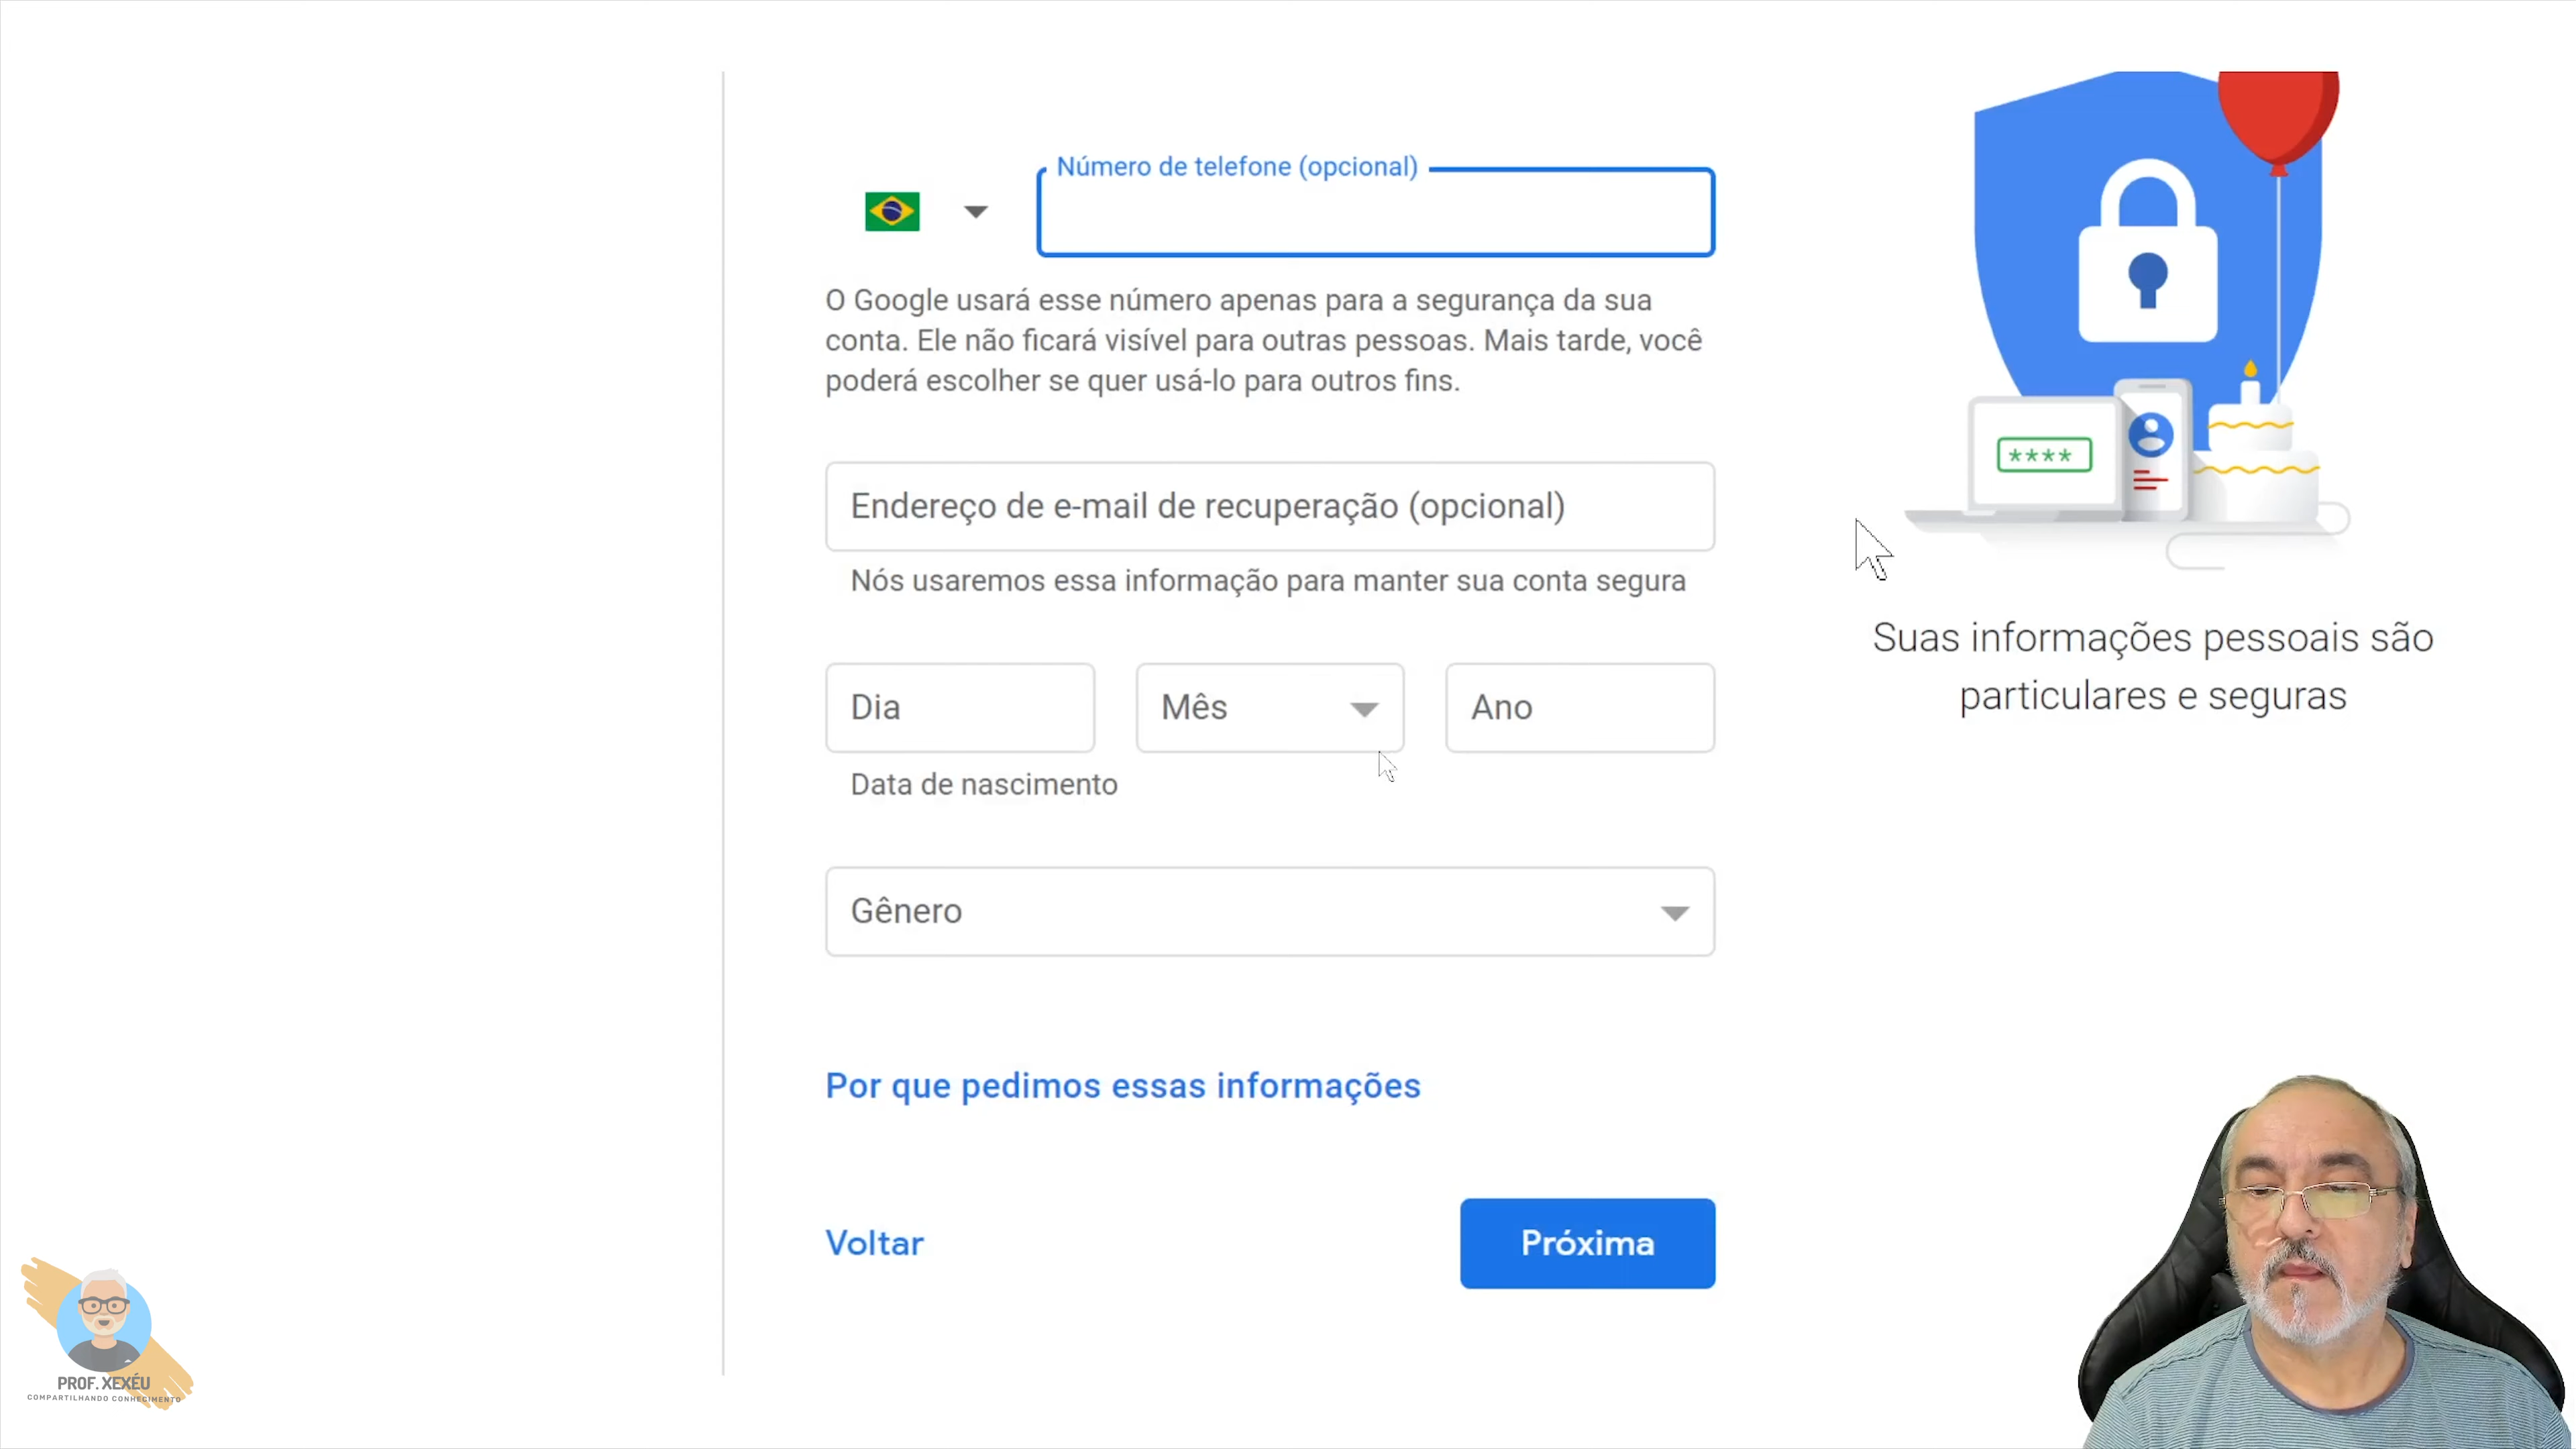 Número de telefone (opcional)
O Google usará esse número apenas para a segurança da sua
conta. Ele não ficará visível para outras pessoas. Mais tarde, você
poderá escolher se quer usá-lo para outros fins.
Endereço de e-mail de recuperação (opcional)
Nós usaremos essa informação para manter sua conta segura
Dia
Mês
Ano
Data de nascimento
Gênero
Por que pedimos essas informações
Voltar
Próxima
****
Suas informações pessoais são
particulares e seguras
PROF. XEXÉU
COMPARTILHANDO CONHECIMENTO